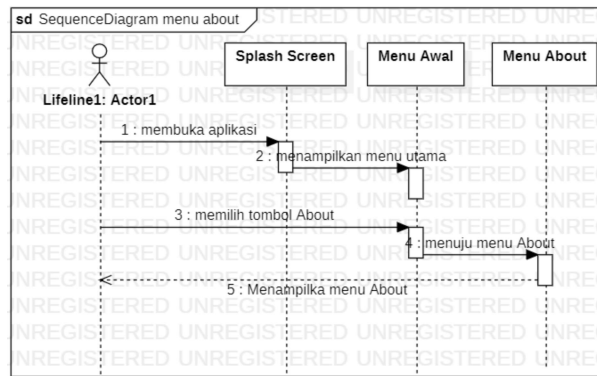 sd SequenceDiagram menu about
Splash Screen
Menu Awal
Menu About
Lifeline1: Actor1
1 : membuka aplikasi
2 : menampilkan menu utama
3 : memilih tombol About
4 : menuju menu About
5 : Menampilka menu About
UNREGISTERED